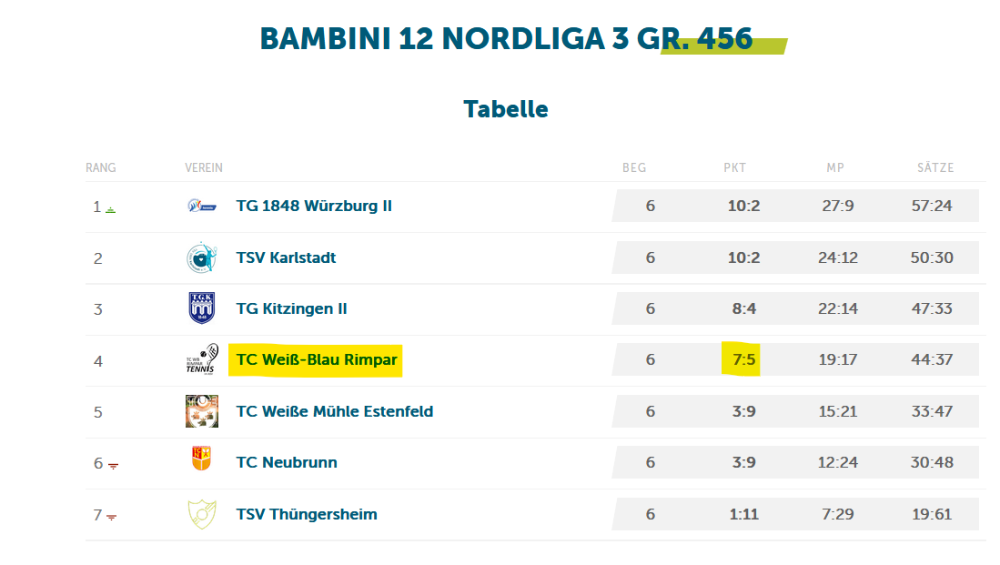 BAMBINI 12 NORDLIGA 3 GR. 456
Tabelle
RANG VEREIN BEG PKT MP SÄTZE
1 TG 1848 Würzburg II 6 10:2 27:9 57:24
2 TSV Karlstadt 6 10:2 24:12 50:30
3 T.G.K. TG Kitzingen II 6 8:4 22:14 47:33
4 TENNIS TC Weiß-Blau Rimpar 6 7:5 19:17 44:37
5 TC Weiße Mühle Estenfeld 6 3:9 15:21 33:47
6 TC Neubrunn 6 3:9 12:24 30:48
7 TSV Thüngersheim 6 1:11 7:29 19:61